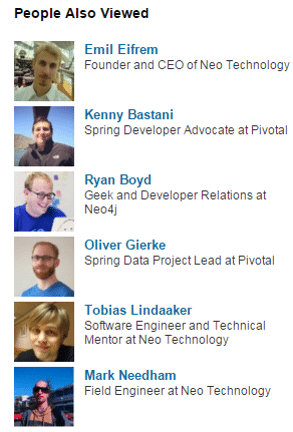 People Also Viewed
Emil Eifrem
Founder and CEO of Neo Technology
Kenny Bastani
Spring Developer Advocate at Pivotal
Ryan Boyd
Geek and Developer Relations at
Neo4j
Oliver Gierke
Spring Data Project Lead at Pivotal
Tobias Lindaaker
Software Engineer and Technical
Mentor at Neo Technology
Mark Needham
Field Engineer at Neo Technology